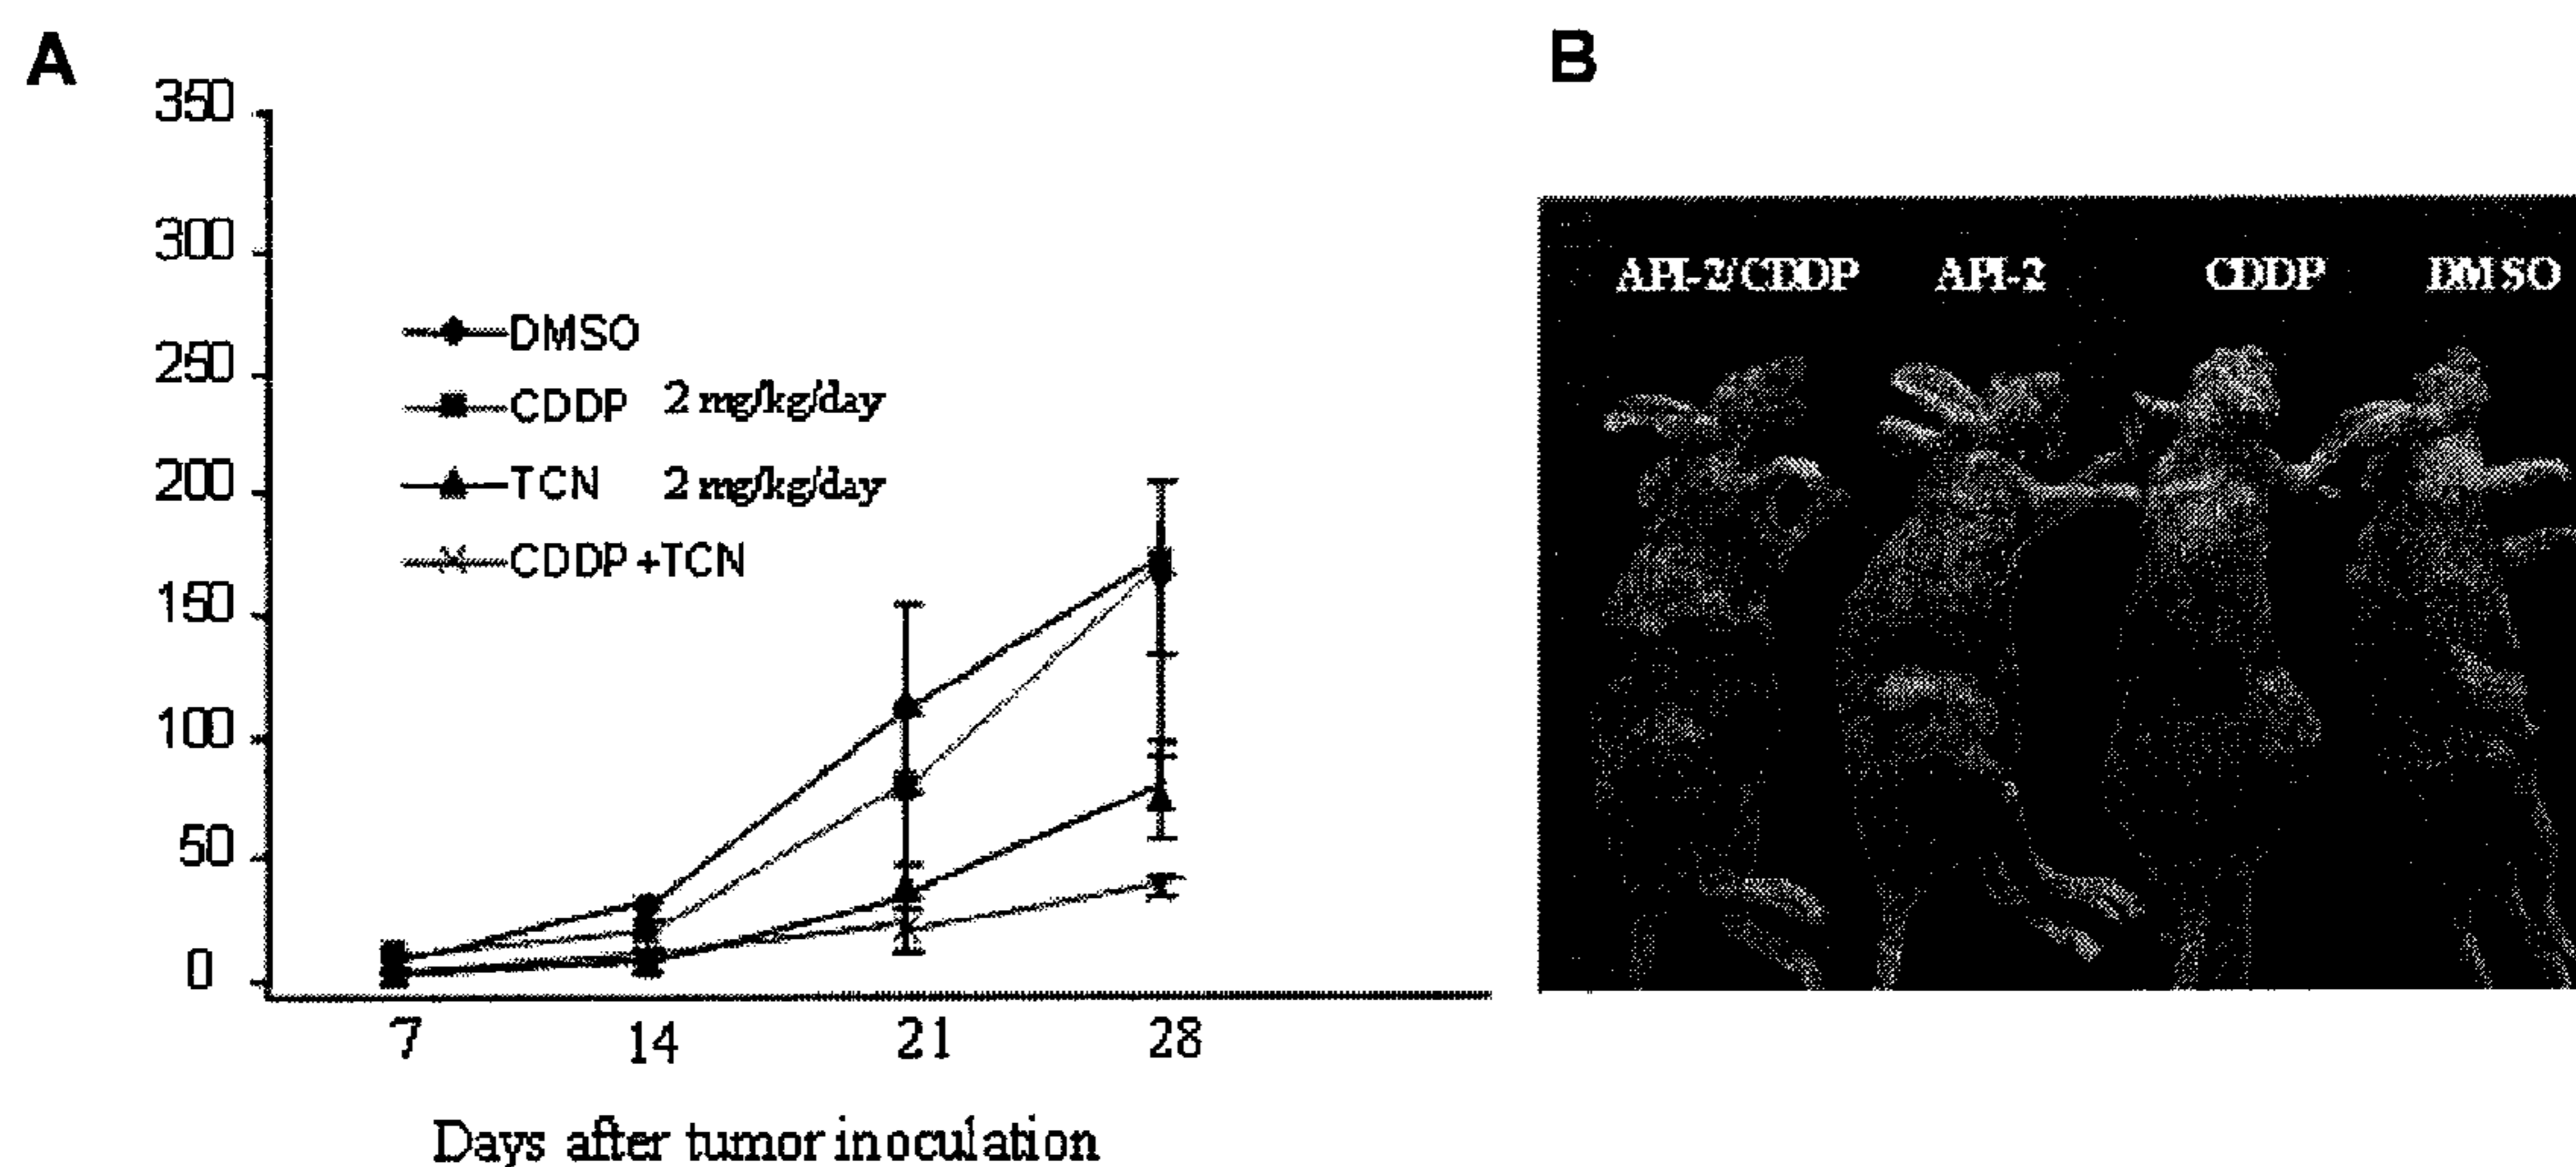 A
350
300
250
200
150
100
50
0
DMSO
CDDP 2 mg/kg/day
TCN 2 mg/kg/day
CDDP+TCN
7 14 21 28
Days after tumor inoculation
B
API-2/CDDP API-2 CDDP DMSO